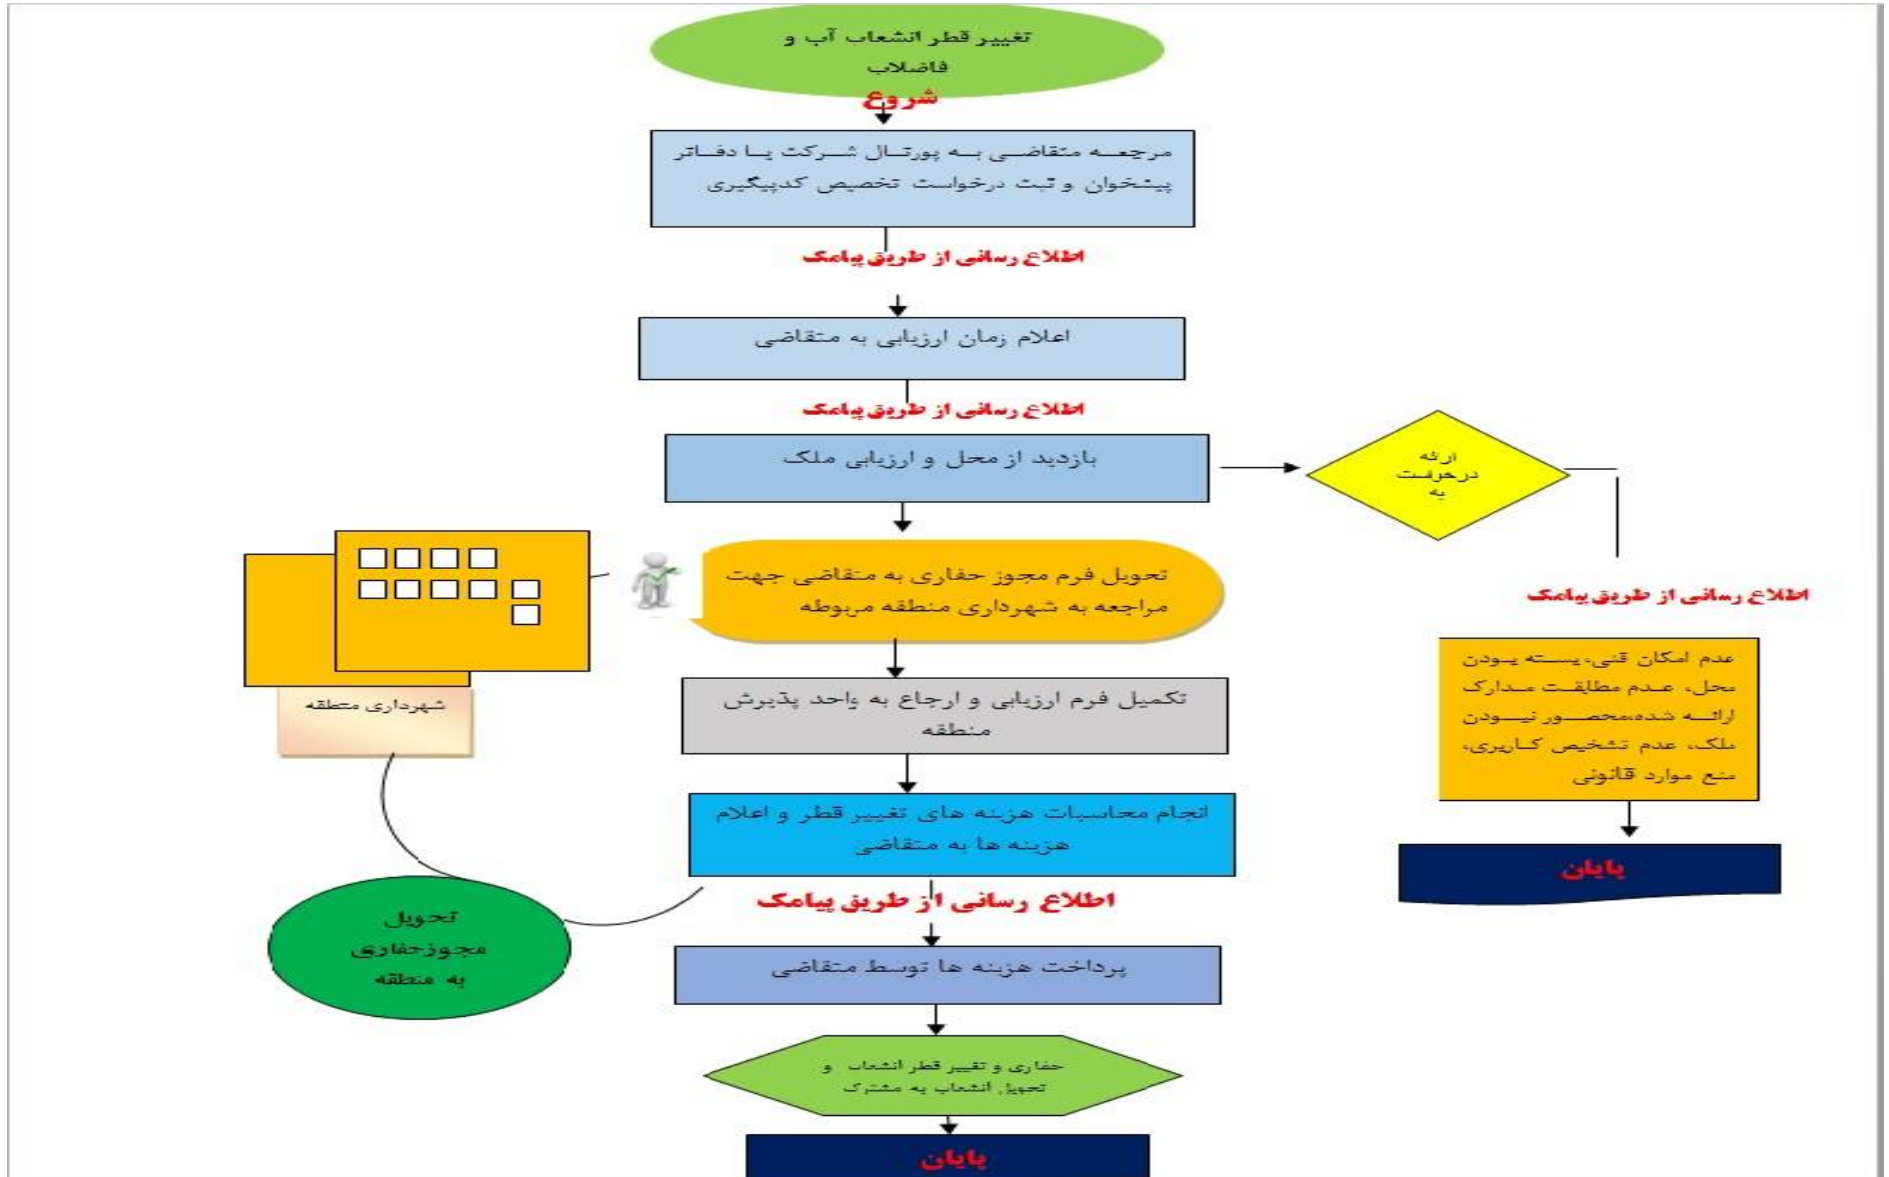 تغییر قطر انشعاب آب و
فاضلاب
شروع
مرجعه متقاضی به پورتال شرکت یا دفاتر
پیشخوان و ثبت درخواست تخصیص کدپیگیری
اطلاع رسانی از طریق پیامک
اعلام زمان ارزیابی به متقاضی
اطلاع رسانی از طریق پیامک
بازدید از محل و ارزیابی ملک
ارائه
درخواست
به
اطلاع رسانی از طریق پیامک
عدم امکان فنی، بسته بودن
محل، عدم مطابقت مدارک
ارائه شده،محصور نبودن
ملک، عدم تشخیص کاربری،
منع موارد قانونی
پایان
تحویل فرم مجوز حفاری به متقاضی جهت
مراجعه به شهرداری منطقه مربوطه
شهرداری منطقه
تکمیل فرم ارزیابی و ارجاع به واحد پذیرش
منطقه
انجام محاسبات هزینه های تغییر قطر و اعلام
هزینه ها به متقاضی
اطلاع رسانی از طریق پیامک
تحویل
مجوزحفاری
به منطقه
پرداخت هزینه ها توسط متقاضی
حفاری و تغییر قطر انشعاب و
تحویل انشعاب به مشترک
پایان